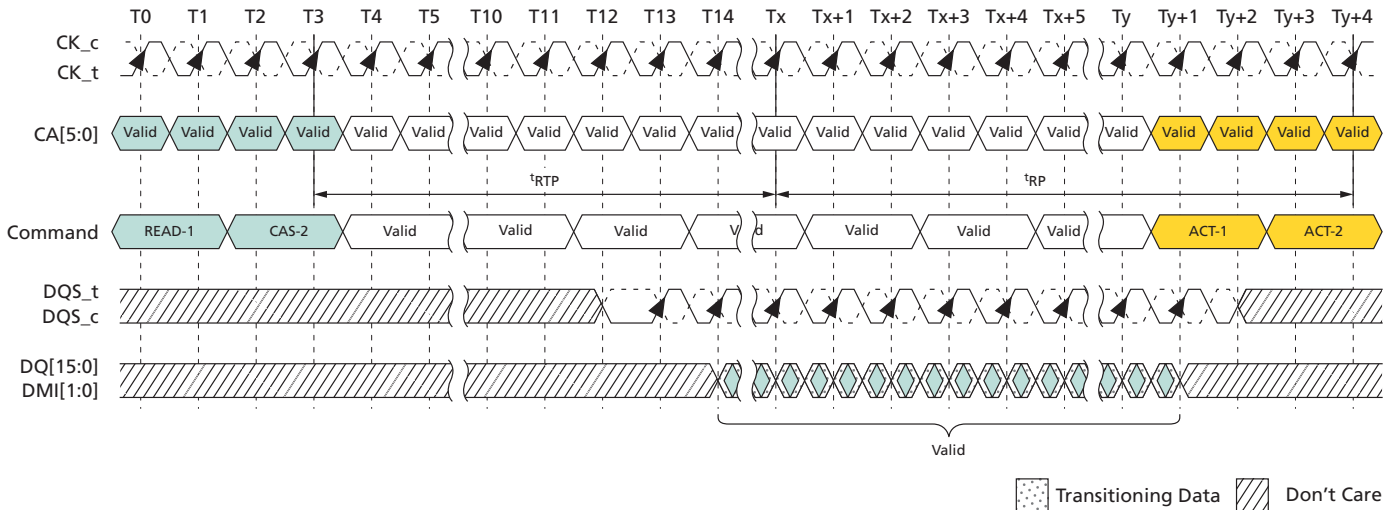 T0 T1 T2 T3 T4 T5 T10 T11 T12 T13 T14 Tx Tx+1 Tx+2 Tx+3 Tx+4 Tx+5 Ty Ty+1 Ty+2 Ty+3 Ty+4
CK_c
CK_t
CA[5:0] Valid Valid Valid Valid Valid Valid Valid Valid Valid Valid Valid Valid Valid Valid Valid Valid Valid Valid Valid Valid Valid Valid
tRTP tRP
Command READ-1 CAS-2 Valid Valid Valid Valid Valid Valid Valid ACT-1 ACT-2
DQS_t
DQS_c
DQ[15:0]
DMI[1:0]
Valid
Transitioning Data Don't Care